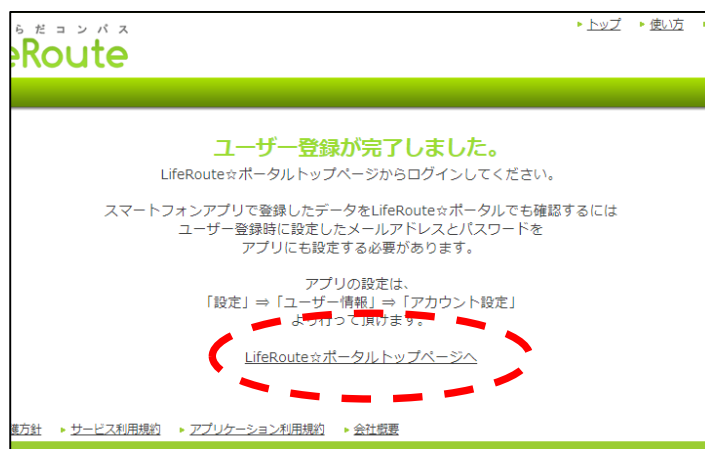 らだコンパス
トップ 使い方
eRoute
ユーザー登録が完了しました。
LifeRoute☆ポータルトップページからログインしてください。
スマートフォンアプリで登録したデータをLifeRoute☆ポータルでも確認するには
ユーザー登録時に設定したメールアドレスとパスワードを
アプリにも設定する必要があります。
アプリの設定は、
「設定」⇒「ユーザー情報」⇒「アカウント設定」
より行って頂けます。
LifeRoute☆ポータルトップページへ
護方針 サービス利用規約 アプリケーション利用規約 会社概要